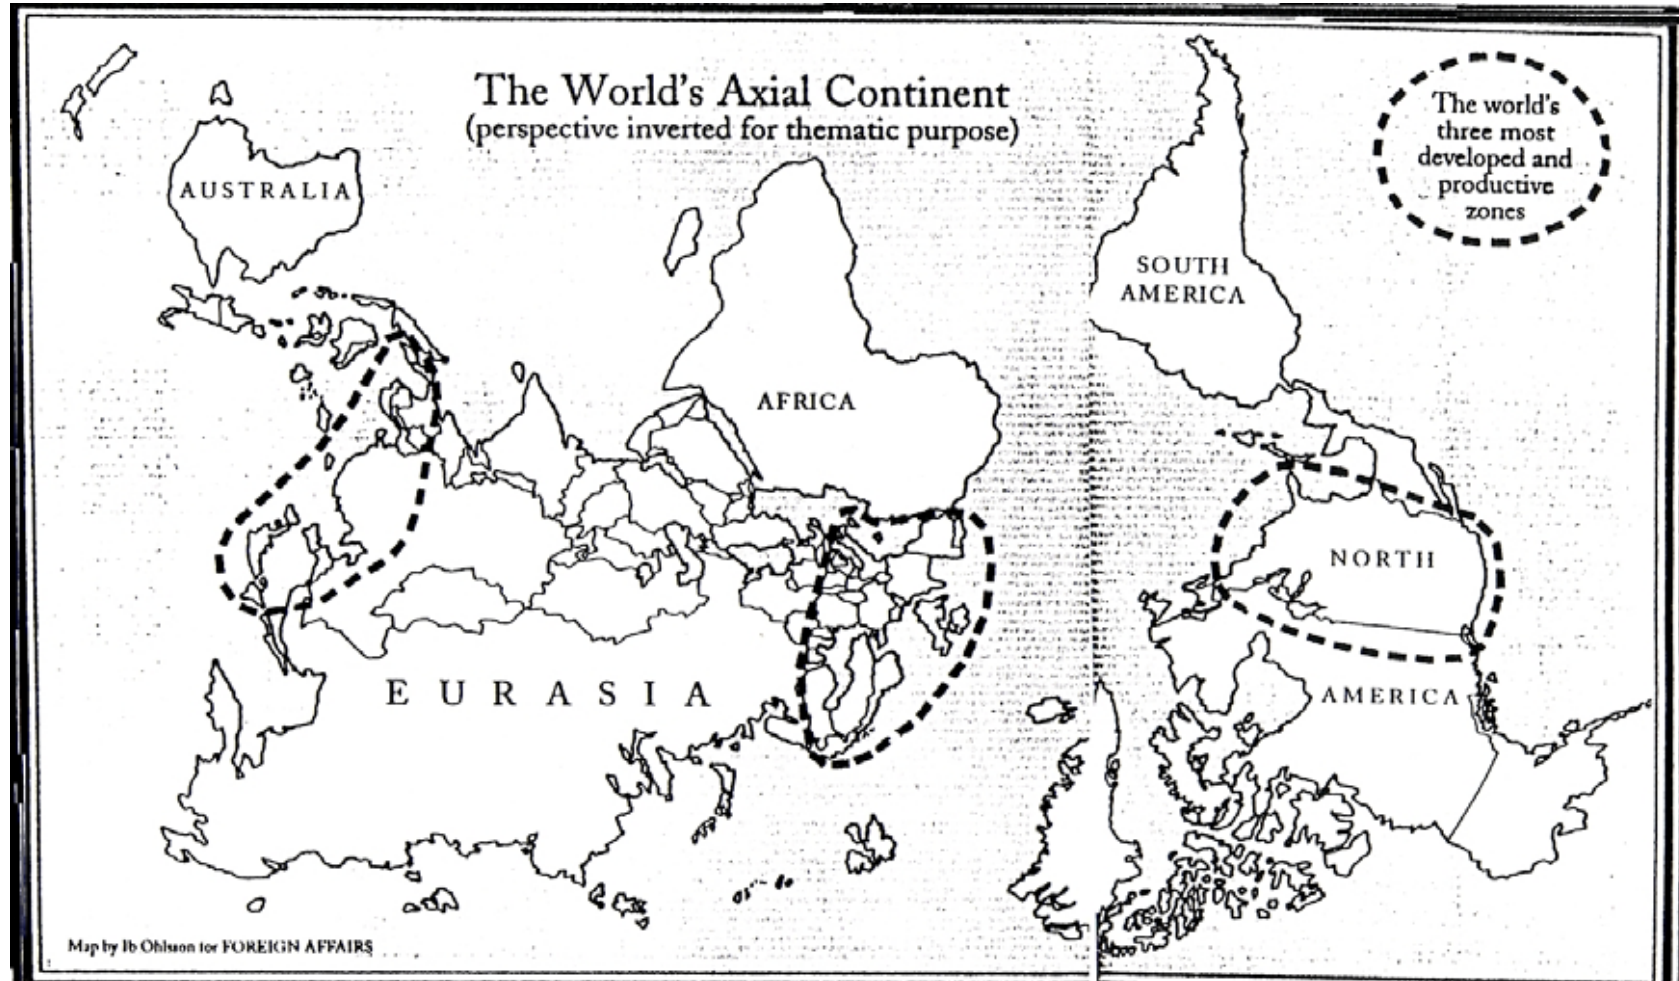 The World's Axial Continent
(perspective inverted for thematic purpose)
The world's
three most
developed and
productive
zones
AUSTRALIA
SOUTH
AMERICA
AFRICA
NORTH
AMERICA
EURASIA
Map by Ib Ohlsson for FOREIGN AFFAIRS